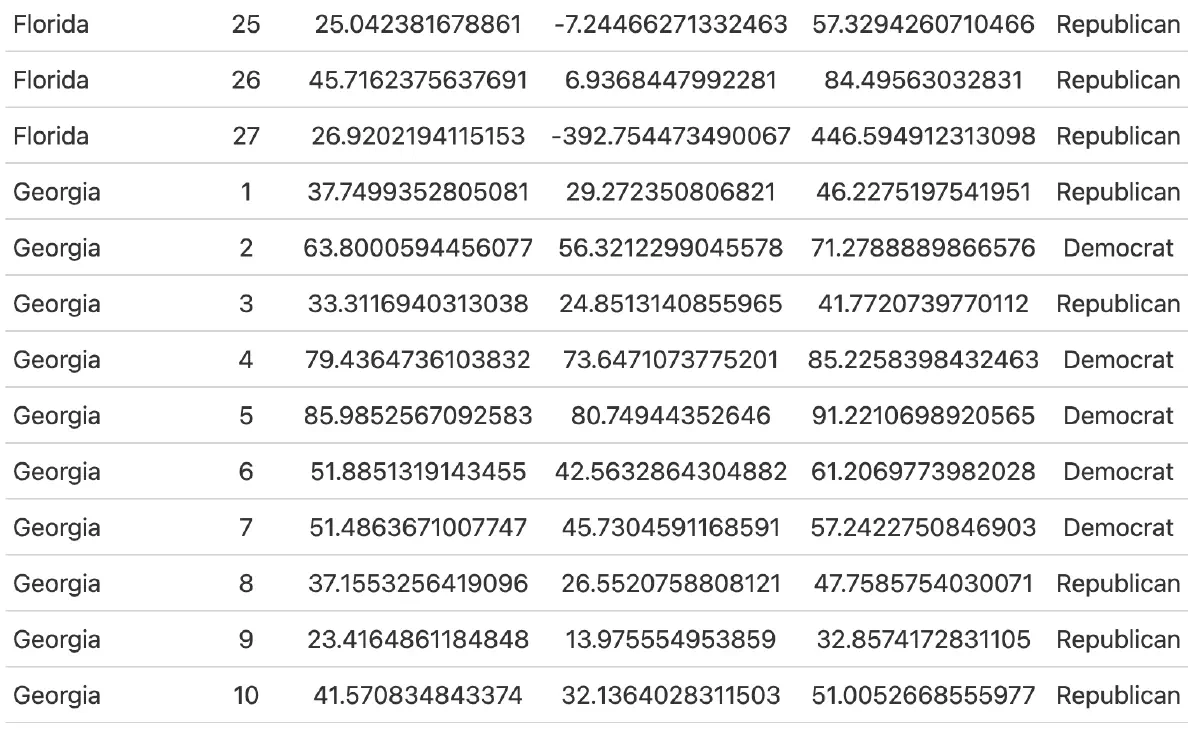 Florida 25 25.042381678861 -7.24466271332463 57.3294260710466 Republican
Florida 26 45.7162375637691 6.9368447992281 84.49563032831 Republican
Florida 27 26.9202194115153 -392.754473490067 446.594912313098 Republican
Georgia 1 37.7499352805081 29.272350806821 46.2275197541951 Republican
Georgia 2 63.8000594456077 56.3212299045578 71.2788889866576 Democrat
Georgia 3 33.3116940313038 24.8513140855965 41.7720739770112 Republican
Georgia 4 79.4364736103832 73.6471073775201 85.2258398432463 Democrat
Georgia 5 85.9852567092583 80.74944352646 91.2210698920565 Democrat
Georgia 6 51.8851319143455 42.5632864304882 61.2069773982028 Democrat
Georgia 7 51.4863671007747 45.7304591168591 57.2422750846903 Democrat
Georgia 8 37.1553256419096 26.5520758808121 47.7585754030071 Republican
Georgia 9 23.4164861184848 13.975554953859 32.8574172831105 Republican
Georgia 10 41.570834843374 32.1364028311503 51.0052668555977 Republican